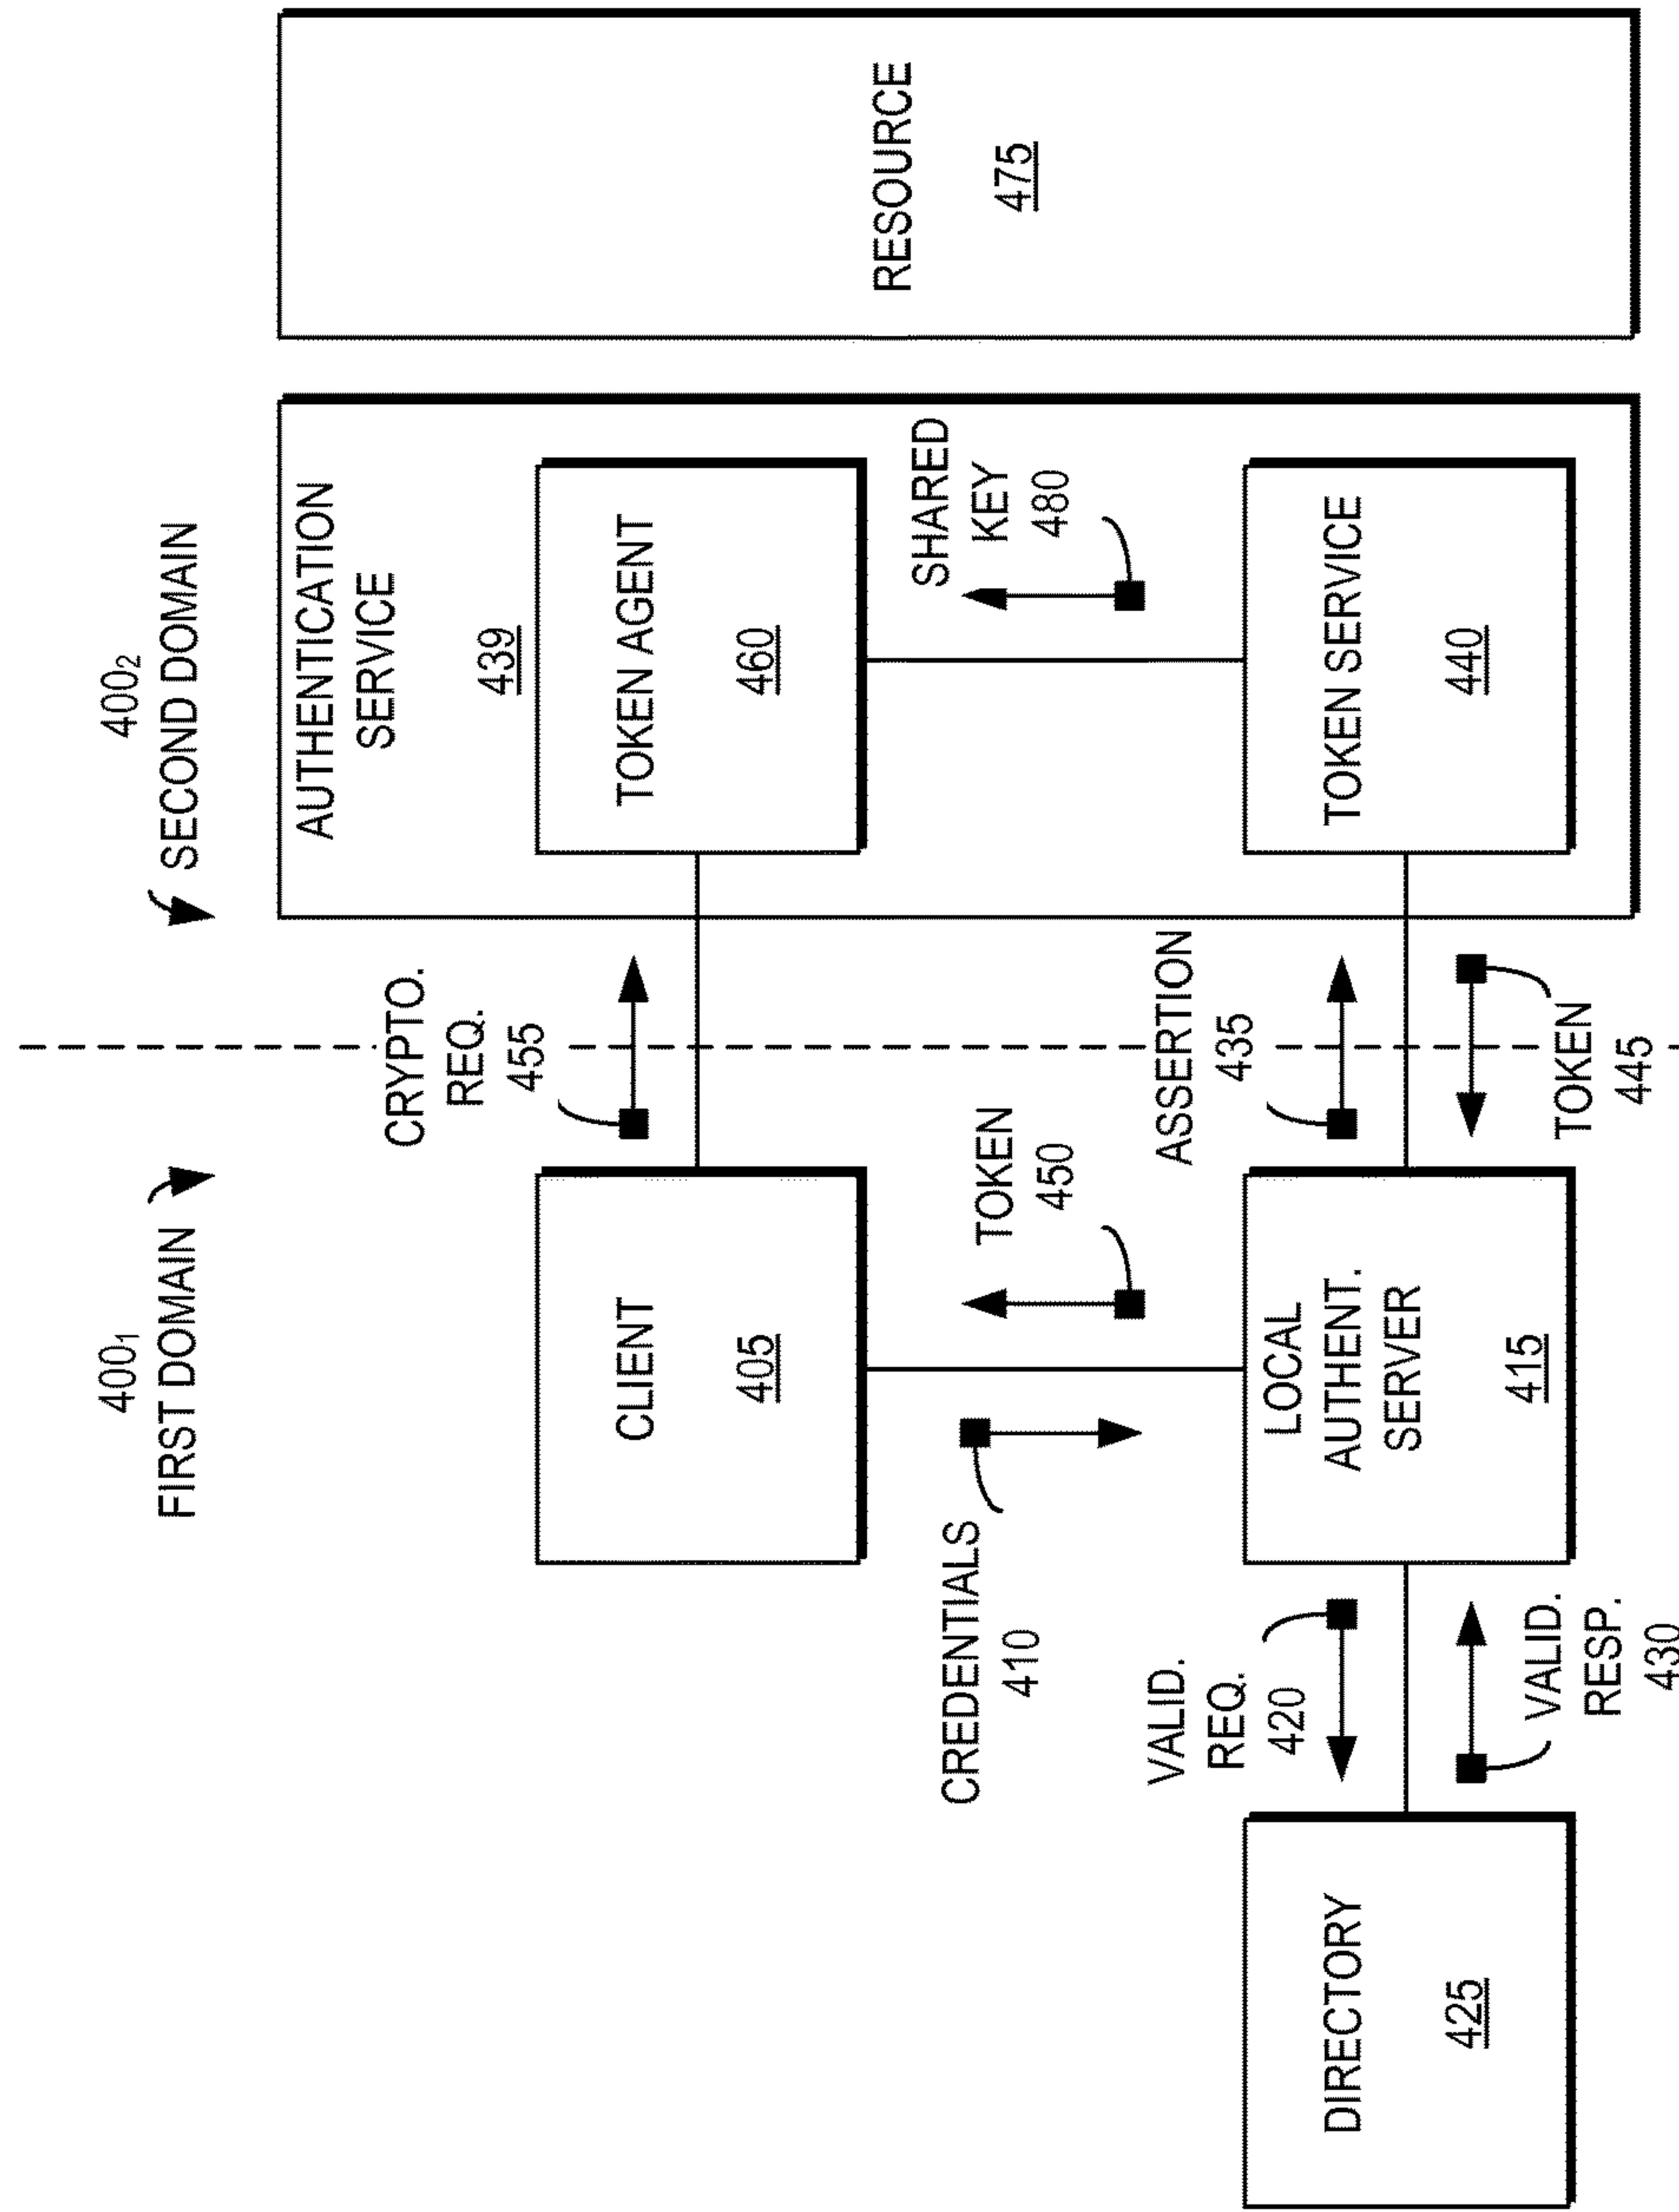 400₁
FIRST DOMAIN
400₂
SECOND DOMAIN
CLIENT
405
CRYPTO.
REQ.
455
AUTHENTICATION
SERVICE
439
TOKEN AGENT
460
RESOURCE
475
CREDENTIALS
410
TOKEN
450
SHARED
KEY
480
DIRECTORY
425
VALID.
REQ.
420
VALID.
RESP.
430
LOCAL
AUTHENT.
SERVER
415
ASSERTION
435
TOKEN
445
TOKEN SERVICE
440